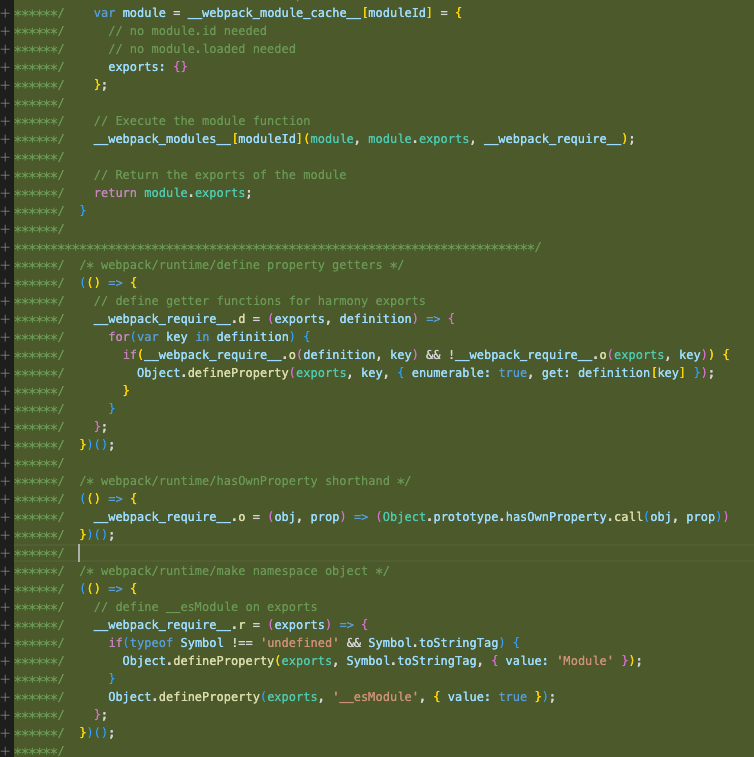 + ******/    var module = __webpack_module_cache__[moduleId] = {
+ ******/      // no module.id needed
+ ******/      // no module.loaded needed
+ ******/      exports: {}
+ ******/    };
+ ******/
+ ******/    // Execute the module function
+ ******/    __webpack_modules__[moduleId](module, module.exports, __webpack_require__);
+ ******/
+ ******/    // Return the exports of the module
+ ******/    return module.exports;
+ ******/  }
+ ******/
+ ************************************************************************/
+ ******/  /* webpack/runtime/define property getters */
+ ******/  (() => {
+ ******/    // define getter functions for harmony exports
+ ******/    __webpack_require__.d = (exports, definition) => {
+ ******/      for(var key in definition) {
+ ******/        if(__webpack_require__.o(definition, key) && !__webpack_require__.o(exports, key)) {
+ ******/          Object.defineProperty(exports, key, { enumerable: true, get: definition[key] });
+ ******/        }
+ ******/      }
+ ******/    };
+ ******/  })();
+ ******/
+ ******/  /* webpack/runtime/hasOwnProperty shorthand */
+ ******/  (() => {
+ ******/    __webpack_require__.o = (obj, prop) => (Object.prototype.hasOwnProperty.call(obj, prop))
+ ******/  })();
+ ******/
+ ******/  /* webpack/runtime/make namespace object */
+ ******/  (() => {
+ ******/    // define __esModule on exports
+ ******/    __webpack_require__.r = (exports) => {
+ ******/      if(typeof Symbol !== 'undefined' && Symbol.toStringTag) {
+ ******/        Object.defineProperty(exports, Symbol.toStringTag, { value: 'Module' });
+ ******/      }
+ ******/      Object.defineProperty(exports, '__esModule', { value: true });
+ ******/    };
+ ******/  })();
+ ******/